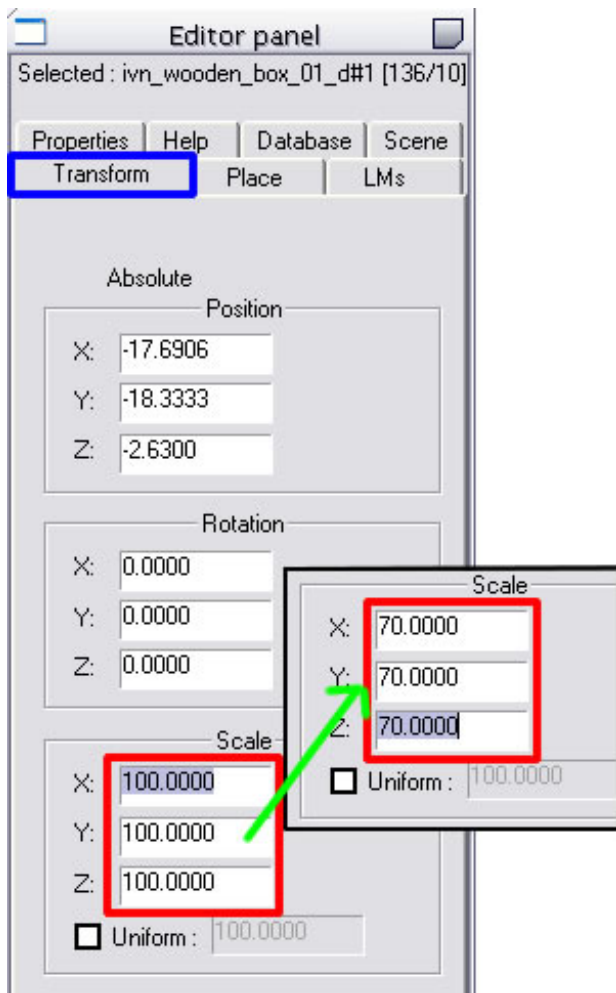 Editor panel
Selected : ivn_wooden_box_01_d#1 [136/10]
Properties Help Database Scene
Transform Place LMs
Absolute
Position
X: -17.6906
Y: -18.3333
Z: -2.6300
Rotation
X: 0.0000
Y: 0.0000
Z: 0.0000
Scale
X: 100.0000
Y: 100.0000
Z: 100.0000
Uniform : 100.0000
Scale
X: 70.0000
Y: 70.0000
Z: 70.0000
Uniform : 100.0000